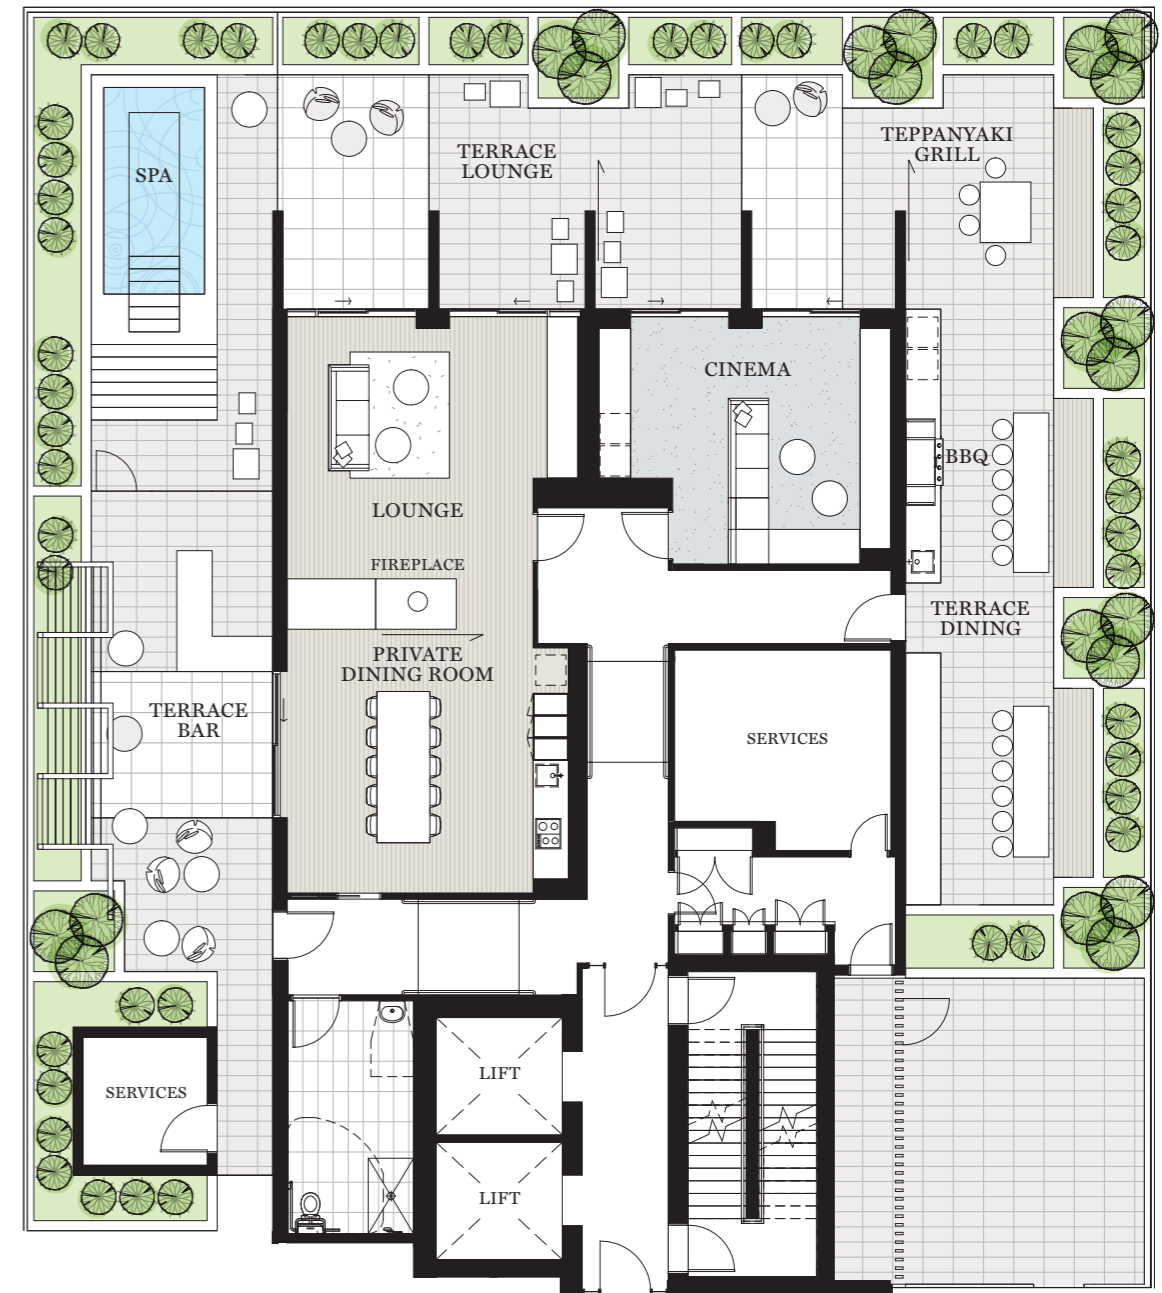 SPA
TERRACE
LOUNGE
TEPPANYAKI
GRILL
CINEMA
BBQ
LOUNGE
FIREPLACE
PRIVATE
DINING ROOM
TERRACE
DINING
TERRACE
BAR
SERVICES
SERVICES
LIFT
LIFT